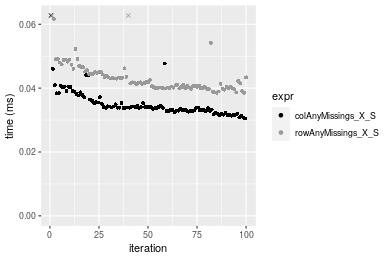 0.06
0.04
0.02
0.00
time (ms)
0
25
50
75
100
iteration
expr
colAnyMissings_X_S
rowAnyMissings_X_S